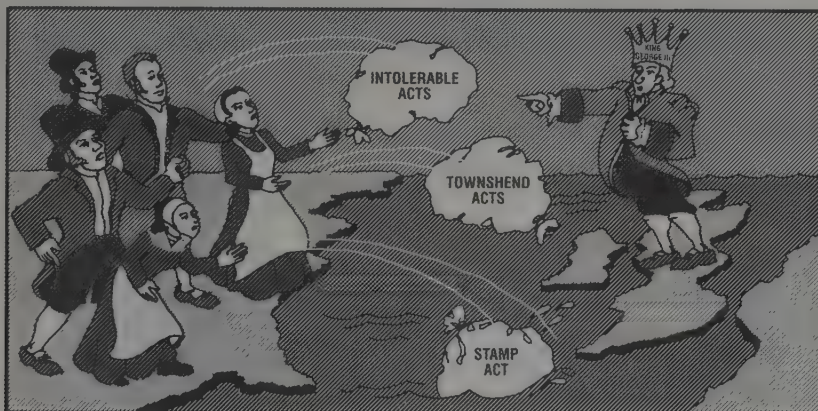 KING
GEORGE III
INTOLERABLE
ACTS
TOWNSHEND
ACTS
STAMP
ACT